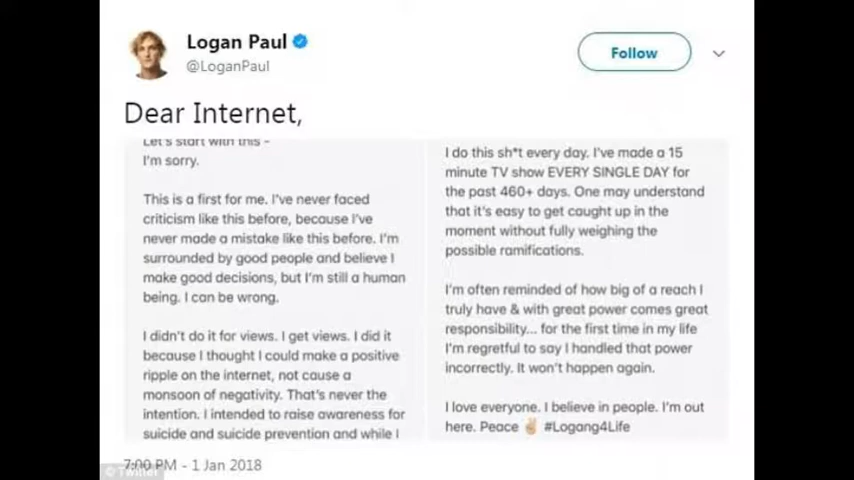 Logan Paul
@LoganPaul
Follow
Dear Internet,
Let's start with this -
I'm sorry.
This is a first for me. I've never faced
criticism like this before, because I've
never made a mistake like this before. I'm
surrounded by good people and believe I
make good decisions, but I'm still a human
being. I can be wrong.
I didn't do it for views. I get views. I did it
because I thought I could make a positive
ripple on the internet, not cause a
monsoon of negativity. That's never the
intention. I intended to raise awareness for
suicide and suicide prevention and while I
I do this sh*t every day. I've made a 15
minute TV show EVERY SINGLE DAY for
the past 460+ days. One may understand
that it's easy to get caught up in the
moment without fully weighing the
possible ramifications.
I'm often reminded of how big of a reach I
truly have & with great power comes great
responsibility... for the first time in my life
I'm regretful to say I handled that power
incorrectly. It won't happen again.
I love everyone. I believe in people. I'm out
here. Peace ✌🏼 #Logang4Life
7:00 PM - 1 Jan 2018
© Twitter